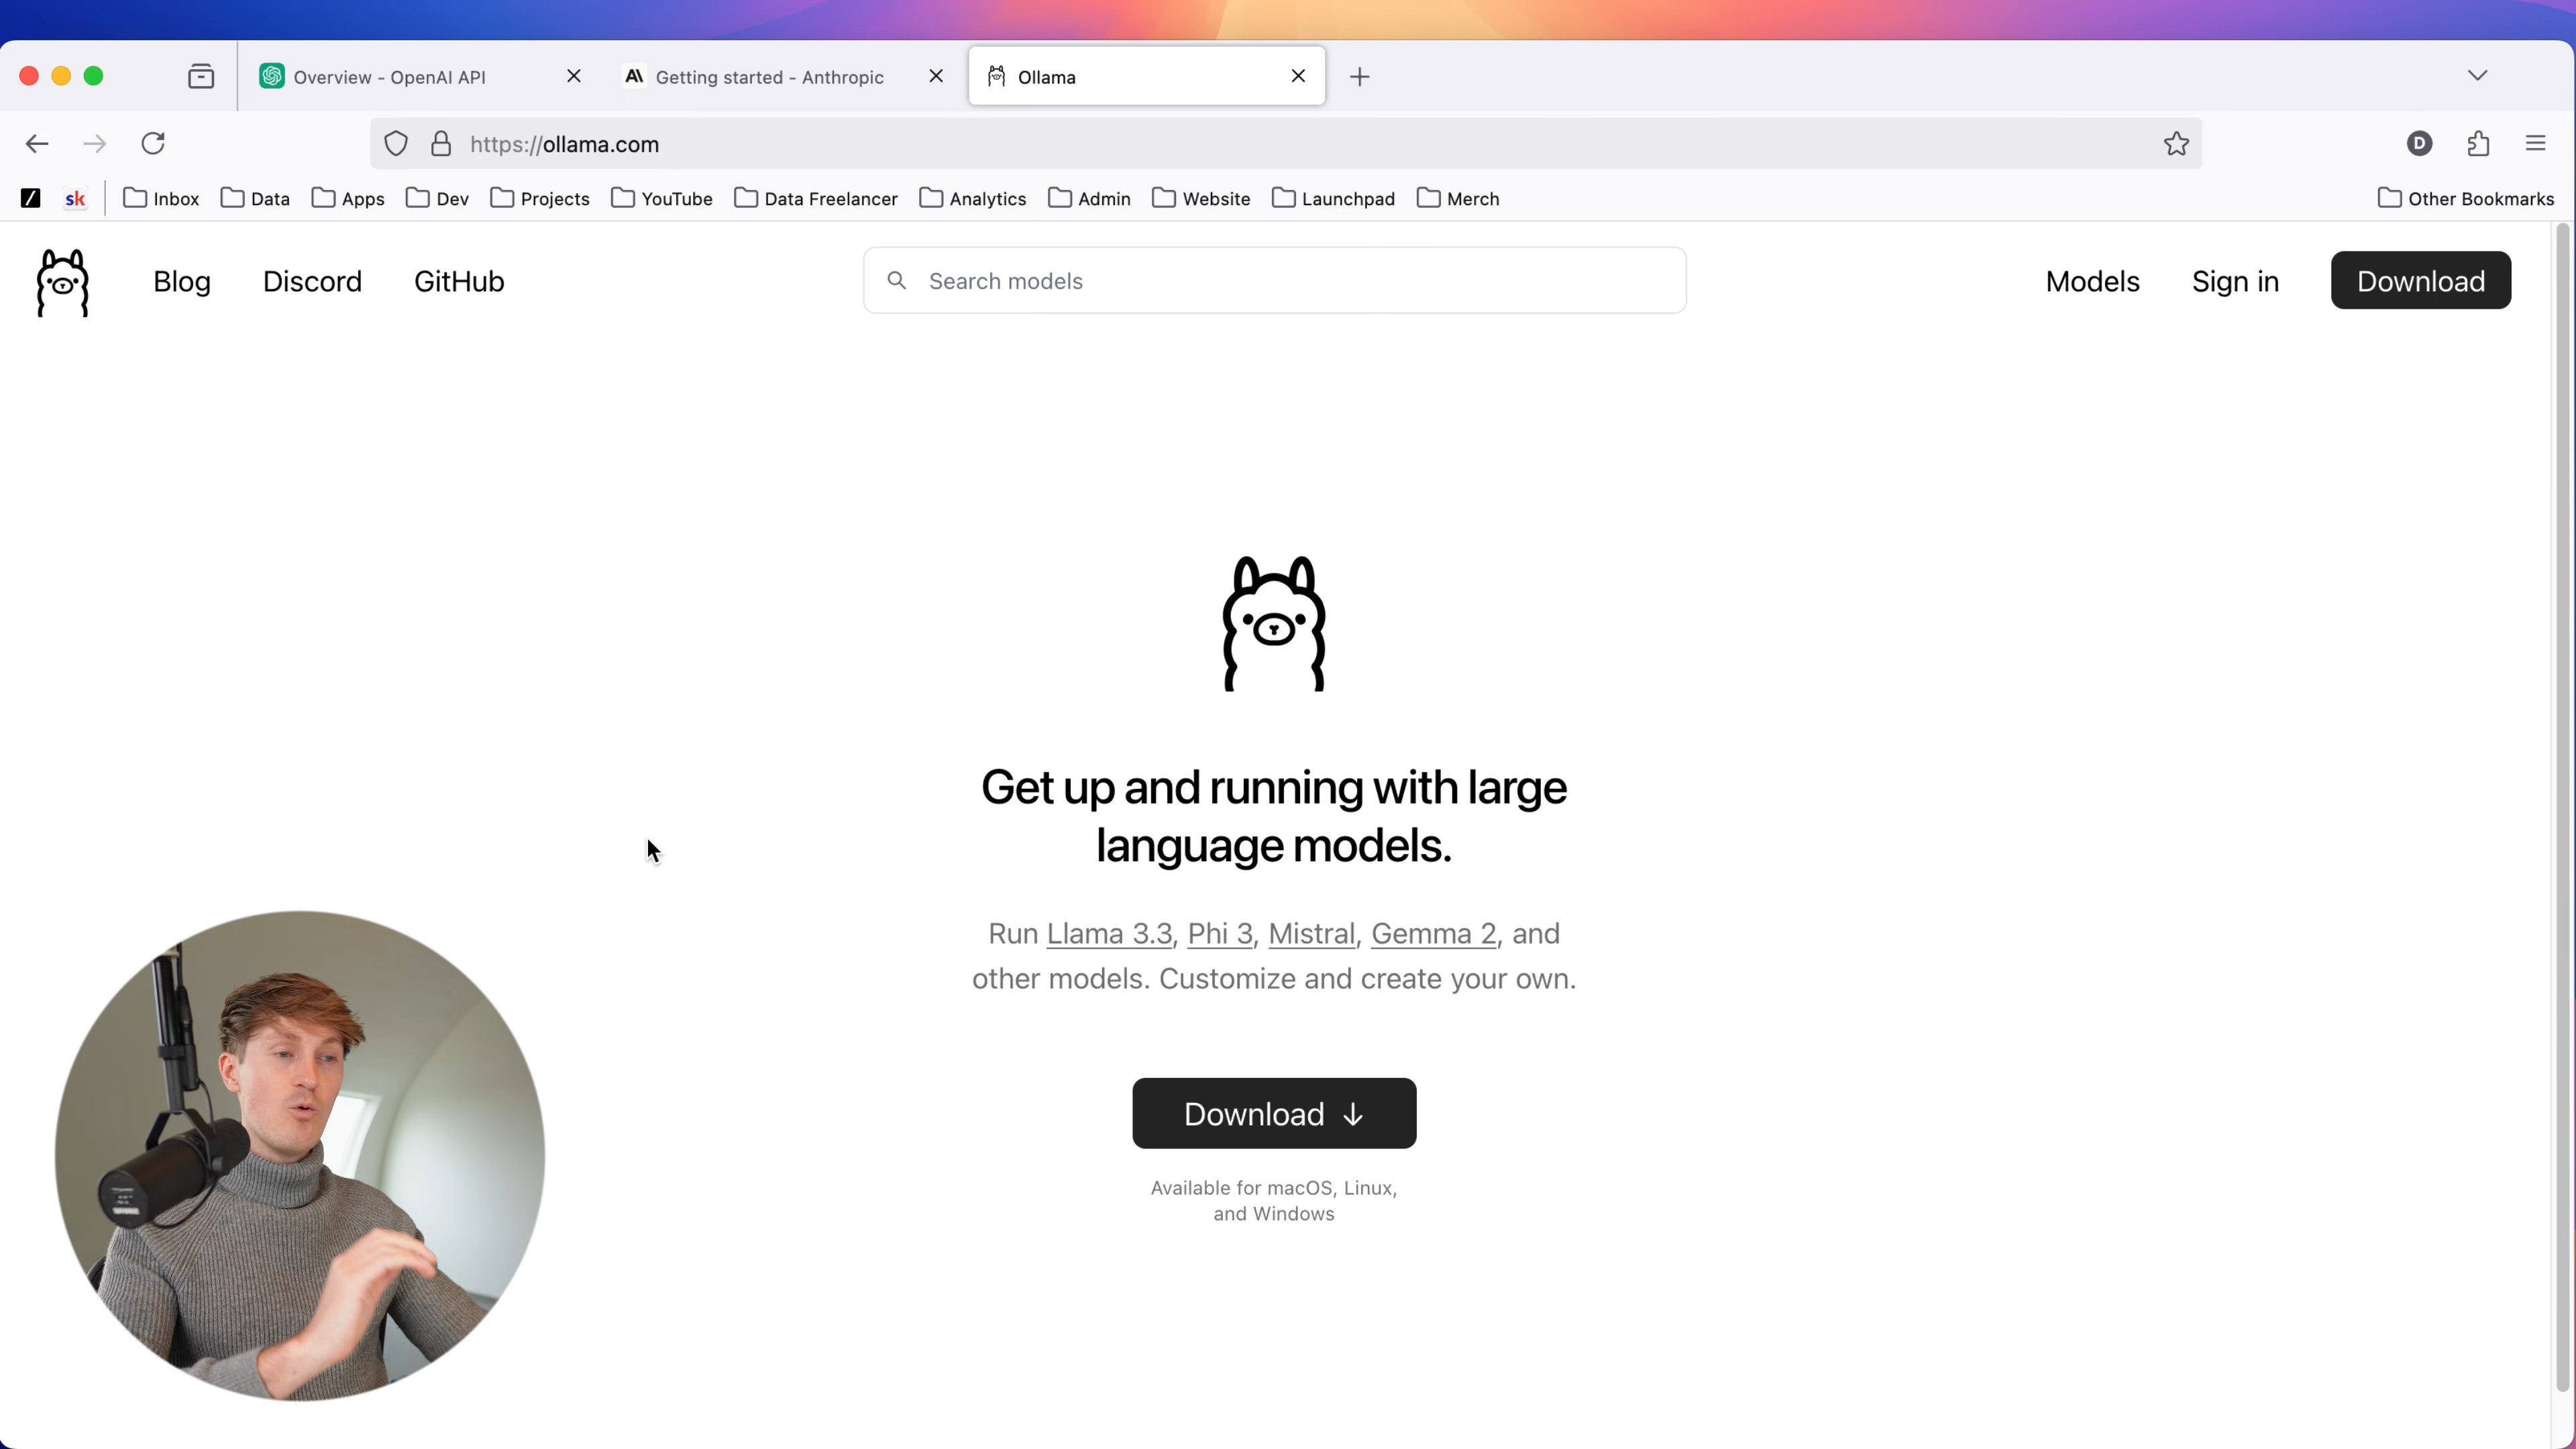 Overview - OpenAI API
Getting started - Anthropic
Ollama
https://ollama.com
D
sk
Inbox
Data
Apps
Dev
Projects
YouTube
Data Freelancer
Analytics
Admin
Website
Launchpad
Merch
Other Bookmarks
Blog
Discord
GitHub
Search models
Models
Sign in
Download
Get up and running with large
language models.
Run Llama 3.3, Phi 3, Mistral, Gemma 2, and
other models. Customize and create your own.
Download ↓
Available for macOS, Linux,
and Windows